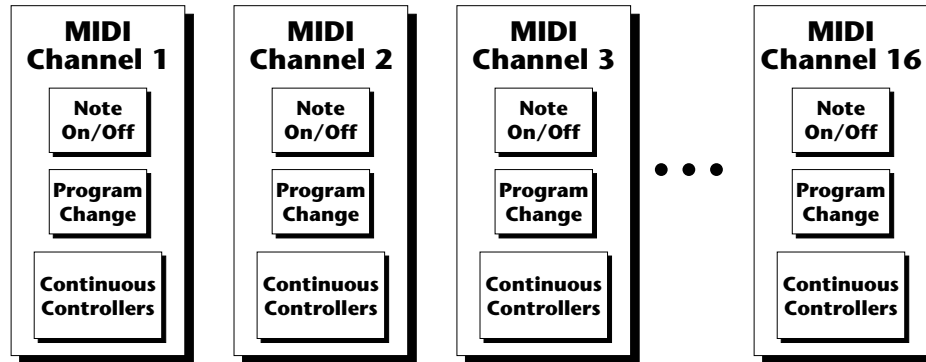 MIDI
Channel 1
Note
On/Off
Program
Change
Continuous
Controllers
MIDI
Channel 2
Note
On/Off
Program
Change
Continuous
Controllers
MIDI
Channel 3
Note
On/Off
Program
Change
Continuous
Controllers
MIDI
Channel 16
Note
On/Off
Program
Change
Continuous
Controllers